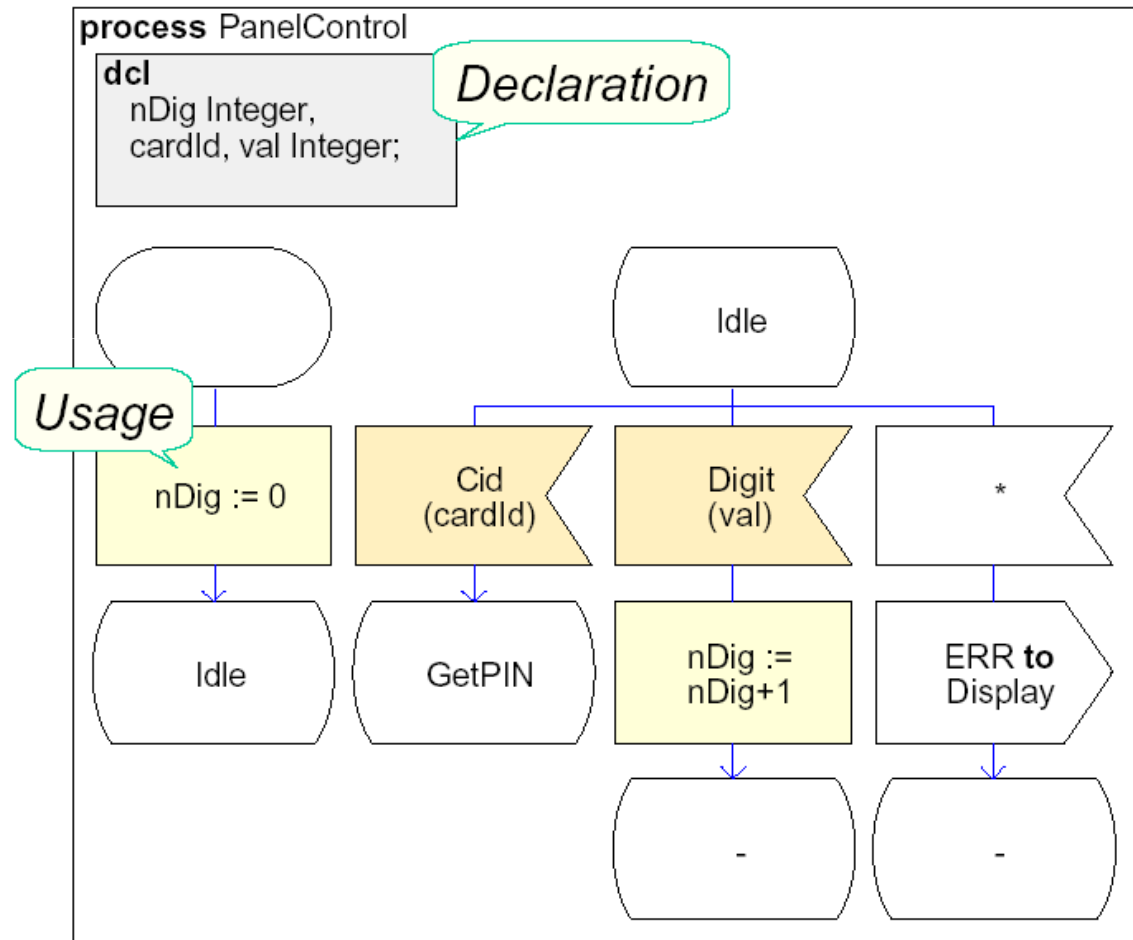 process PanelControl
dcl
nDig Integer,
cardId, val Integer;
Declaration
Idle
Usage
nDig := 0
Cid
(cardId)
Digit
(val)
*
Idle
GetPIN
nDig :=
nDig+1
ERR to
Display
-
-